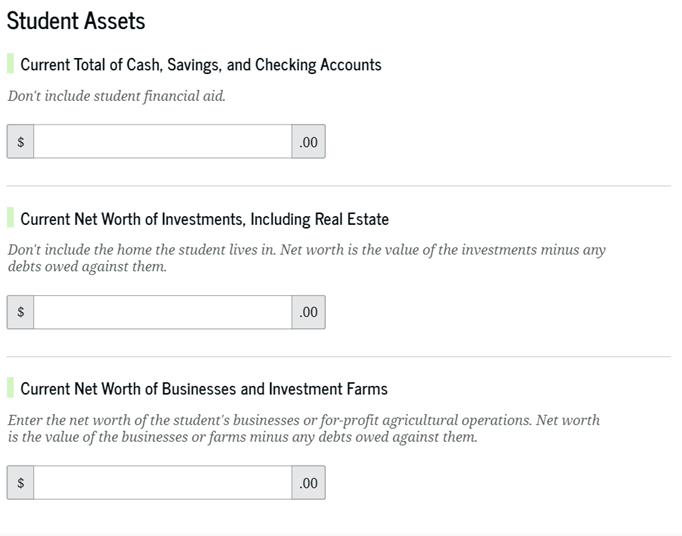 Student Assets
Current Total of Cash, Savings, and Checking Accounts
Don't include student financial aid.
$ .00
Current Net Worth of Investments, Including Real Estate
Don't include the home the student lives in. Net worth is the value of the investments minus any
debts owed against them.
$ .00
Current Net Worth of Businesses and Investment Farms
Enter the net worth of the student's businesses or for-profit agricultural operations. Net worth
is the value of the businesses or farms minus any debts owed against them.
$ .00